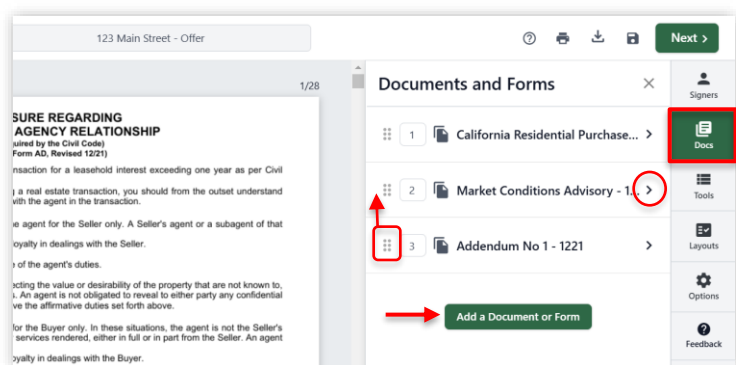 123 Main Street - Offer
Next >
1/28
SURE REGARDING
AGENCY RELATIONSHIP
quired by the Civil Code)
Form AD, Revised 12/21)
nsaction for a leasehold interest exceeding one year as per Civil
g a real estate transaction, you should from the outset understand
with the agent in the transaction.
e agent for the Seller only. A Seller's agent or a subagent of that
loyalty in dealings with the Seller.
of the agent's duties.
ecting the value or desirability of the property that are not known to,
s. An agent is not obligated to reveal to either party any confidential
ve the affirmative duties set forth above.
for the Buyer only. In these situations, the agent is not the Seller's
services rendered, either in full or in part from the Seller. An agent
oyalty in dealings with the Buyer.
Documents and Forms
1 California Residential Purchase...
2 Market Conditions Advisory - 1...
3 Addendum No 1 - 1221
Add a Document or Form
Signers
Docs
Tools
Layouts
Options
Feedback